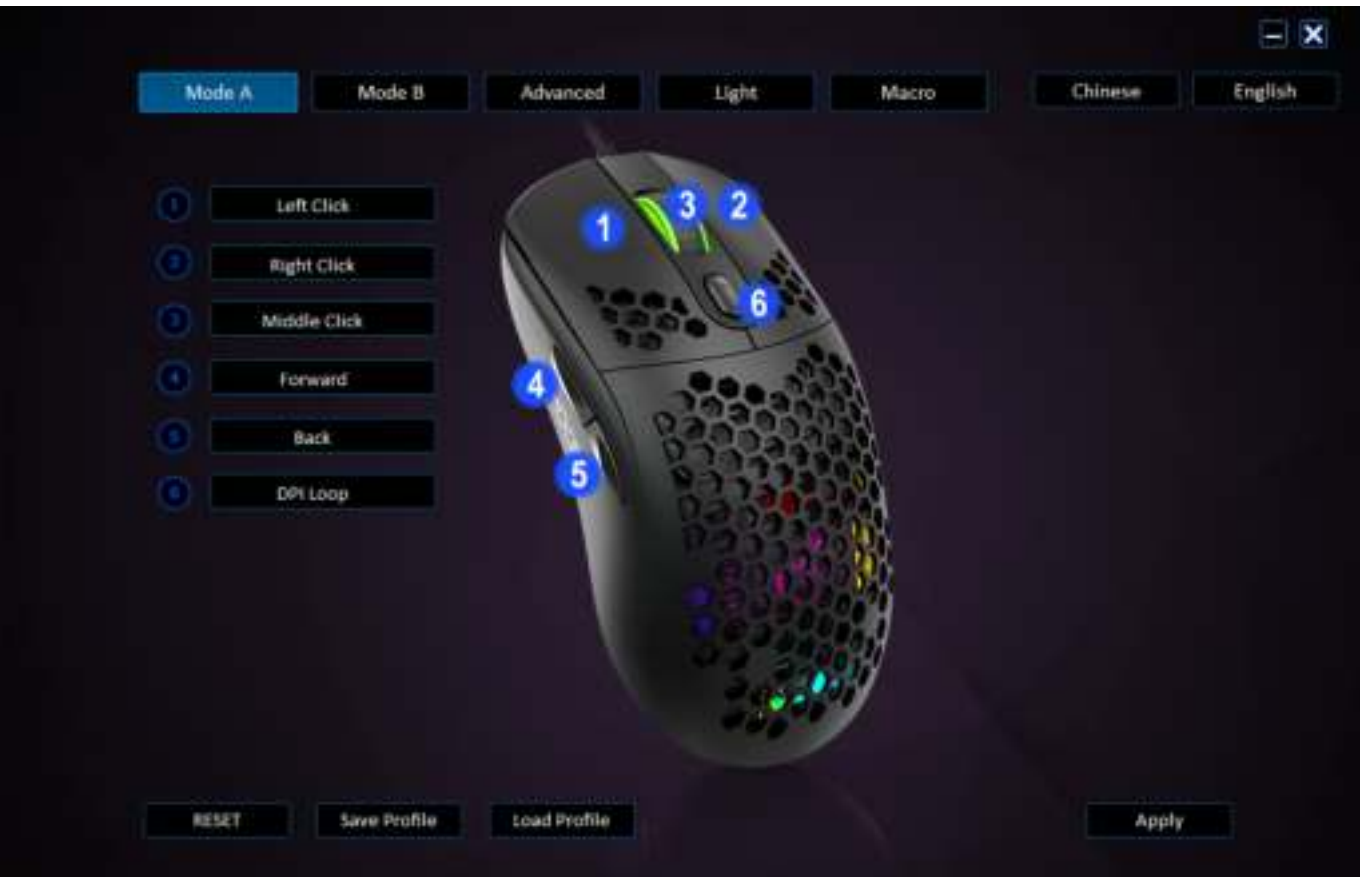 Mode A Mode B Advanced Light Macro Chinese English
1 Left Click
2 Right Click
3 Middle Click
4 Forward
5 Back
6 DPI Loop
1 3 2
6
4
5
RESET Save Profile Load Profile Apply